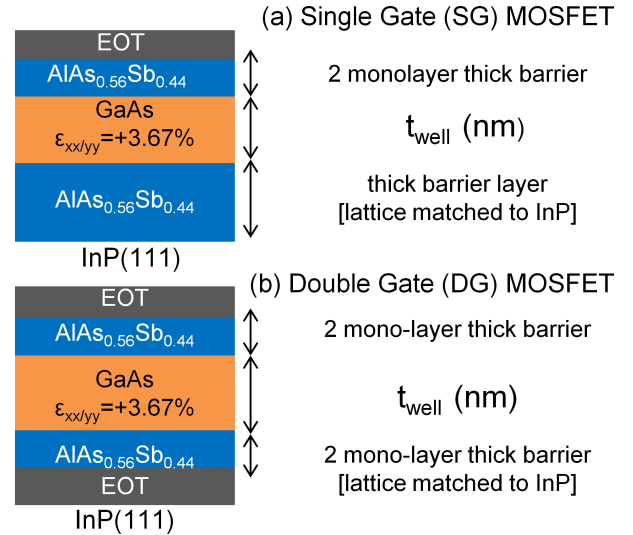 (a) Single Gate (SG) MOSFET
EOT
AlAs0.56Sb0.44
2 monolayer thick barrier
GaAs
εxx/yy=+3.67%
twell (nm)
AlAs0.56Sb0.44
thick barrier layer
[lattice matched to InP]
InP(111)
(b) Double Gate (DG) MOSFET
EOT
AlAs0.56Sb0.44
2 mono-layer thick barrier
GaAs
εxx/yy=+3.67%
twell (nm)
AlAs0.56Sb0.44
2 mono-layer thick barrier
EOT
[lattice matched to InP]
InP(111)